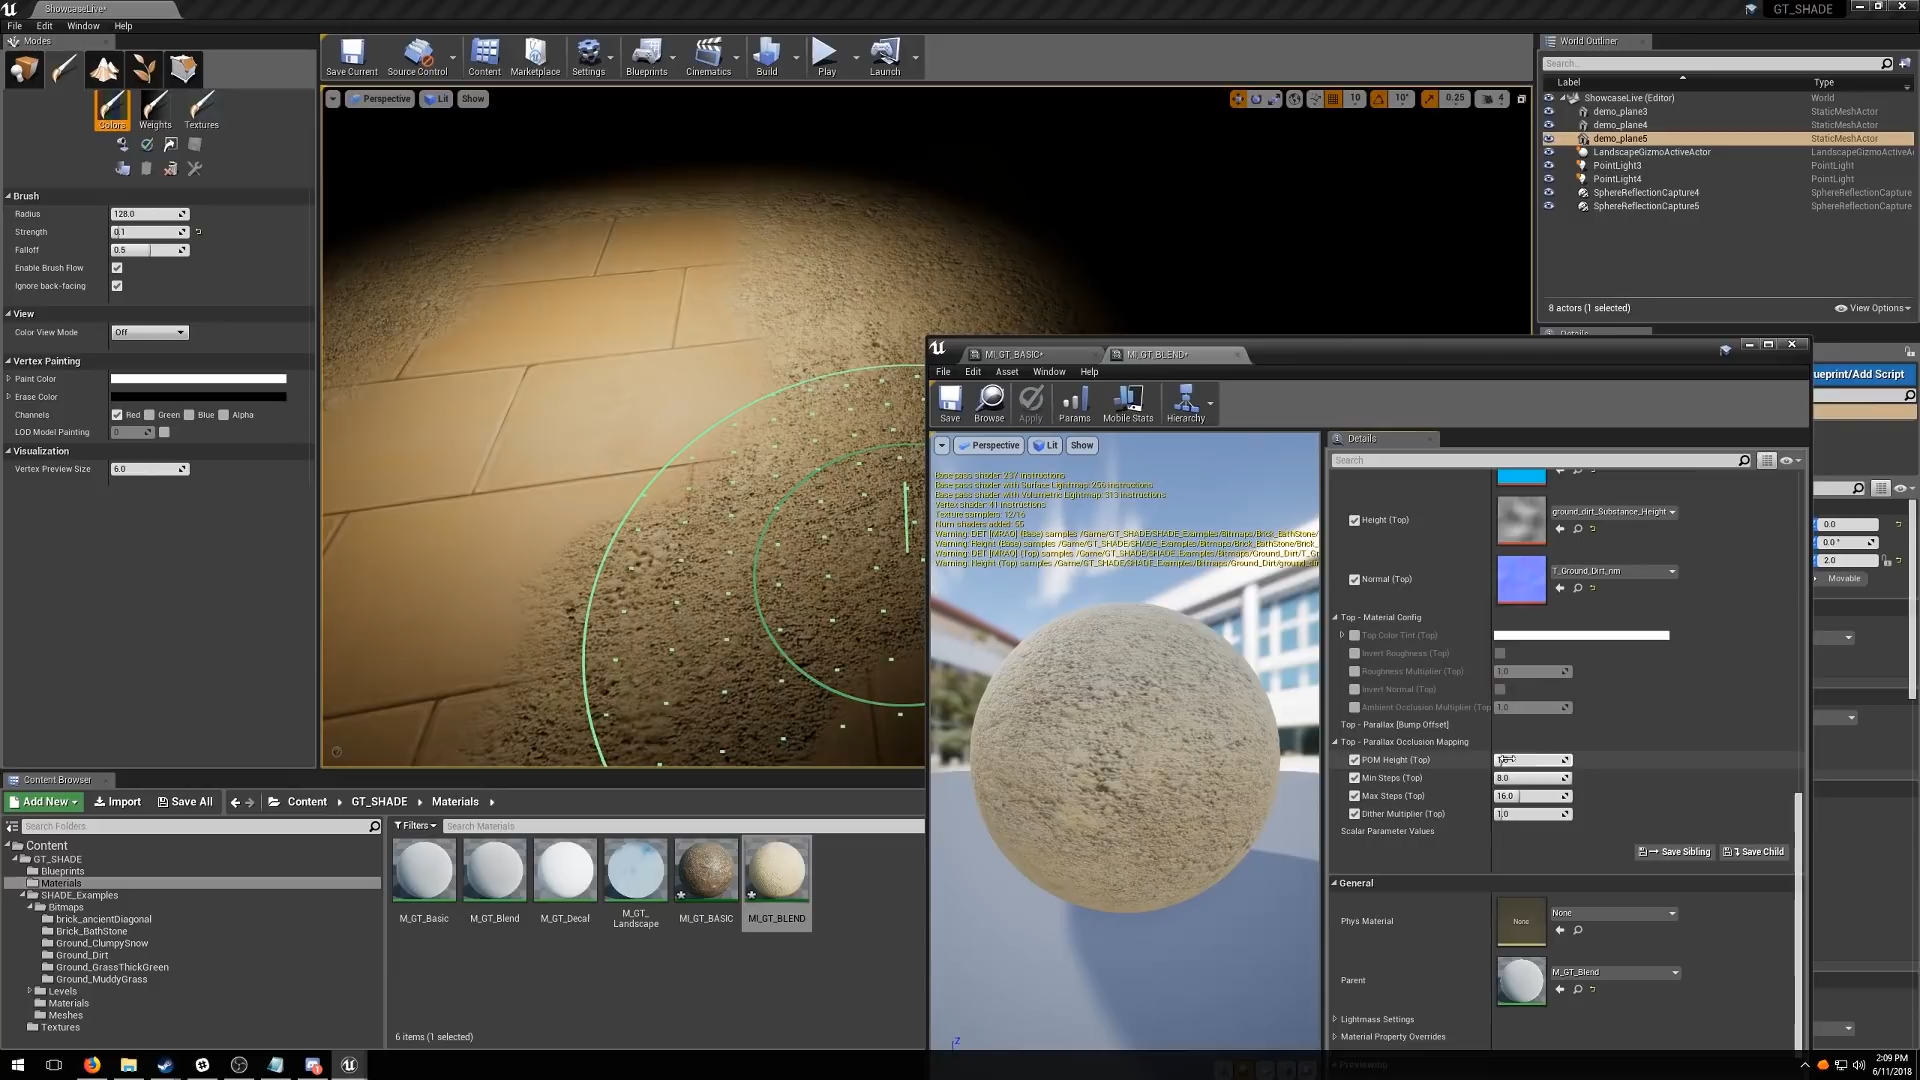 ShowcaseLive*
GT_SHADE
File Edit Window Help
Modes
Colors Weights Textures
Brush
Radius 128.0
Strength 0.1
Falloff 0.5
Enable Brush Flow
Ignore back-facing
View
Color View Mode Off
Vertex Painting
Paint Color
Erase Color
Channels Red Green Blue Alpha
LOD Model Painting 0
Visualization
Vertex Preview Size 6.0
Save Current Source Control Content Marketplace Settings Blueprints Cinematics Build Play Launch
Perspective Lit Show
10 10° 0.25 4
World Outliner
Search...
Label Type
ShowcaseLive (Editor) World
demo_plane3 StaticMeshActor
demo_plane4 StaticMeshActor
demo_plane5 StaticMeshActor
LandscapeGizmoActiveActor LandscapeGizmoActiveA
PointLight3 PointLight
PointLight4 PointLight
SphereReflectionCapture4 SphereReflectionCapture
SphereReflectionCapture5 SphereReflectionCapture
8 actors (1 selected) View Options
Details
ueprint/Add Script
0.0
0.0°
2.0
Movable
MI_GT_BASIC* MI_GT_BLEND*
File Edit Asset Window Help
Save Browse Apply Params Mobile Stats Hierarchy
Perspective Lit Show
Base pass shader: 237 instructions
Base pass shader with Surface Lightmap: 256 instructions
Base pass shader with Volumetric Lightmap: 313 instructions
Vertex shader: 41 instructions
Texture samplers: 12/16
Num shaders added: 55
Warning: DET [MRAO] (Base) samples /Game/GT_SHADE/SHADE_Examples/Bitmaps/Brick_BathStone/
Warning: Height (Base) samples /Game/GT_SHADE/SHADE_Examples/Bitmaps/Brick_BathStone/Brick_
Warning: DET [MRAO] (Top) samples /Game/GT_SHADE/SHADE_Examples/Bitmaps/Ground_Dirt/T_Gr
Warning: Height (Top) samples /Game/GT_SHADE/SHADE_Examples/Bitmaps/Ground_Dirt/ground_di
Z
Details
Search
Height (Top) ground_dirt_Substance_Height
Normal (Top) T_Ground_Dirt_nm
Top - Material Config
Top Color Tint (Top)
Invert Roughness (Top)
Roughness Multiplier (Top) 1.0
Invert Normal (Top)
Ambient Occlusion Multiplier (Top 1.0
Top - Parallax [Bump Offset]
Top - Parallax Occlusion Mapping
POM Height (Top)
Min Steps (Top) 8.0
Max Steps (Top) 16.0
Dither Multiplier (Top) 1.0
Scalar Parameter Values
Save Sibling Save Child
General
Phys Material None None
Parent M_GT_Blend
Lightmass Settings
Material Property Overrides
Previewing
Content Browser
Add New Import Save All Content GT_SHADE Materials
Search Folders Filters Search Materials
Content
GT_SHADE
Blueprints
Materials
SHADE_Examples
Bitmaps
brick_ancientDiagonal
Brick_BathStone
Ground_ClumpySnow
Ground_Dirt
Ground_GrassThickGreen
Ground_MuddyGrass
Levels
Materials
Meshes
Textures
M_GT_Basic M_GT_Blend M_GT_Decal M_GT_
Landscape MI_GT_BASIC MI_GT_BLEND
6 items (1 selected)
2:09 PM
6/11/2018